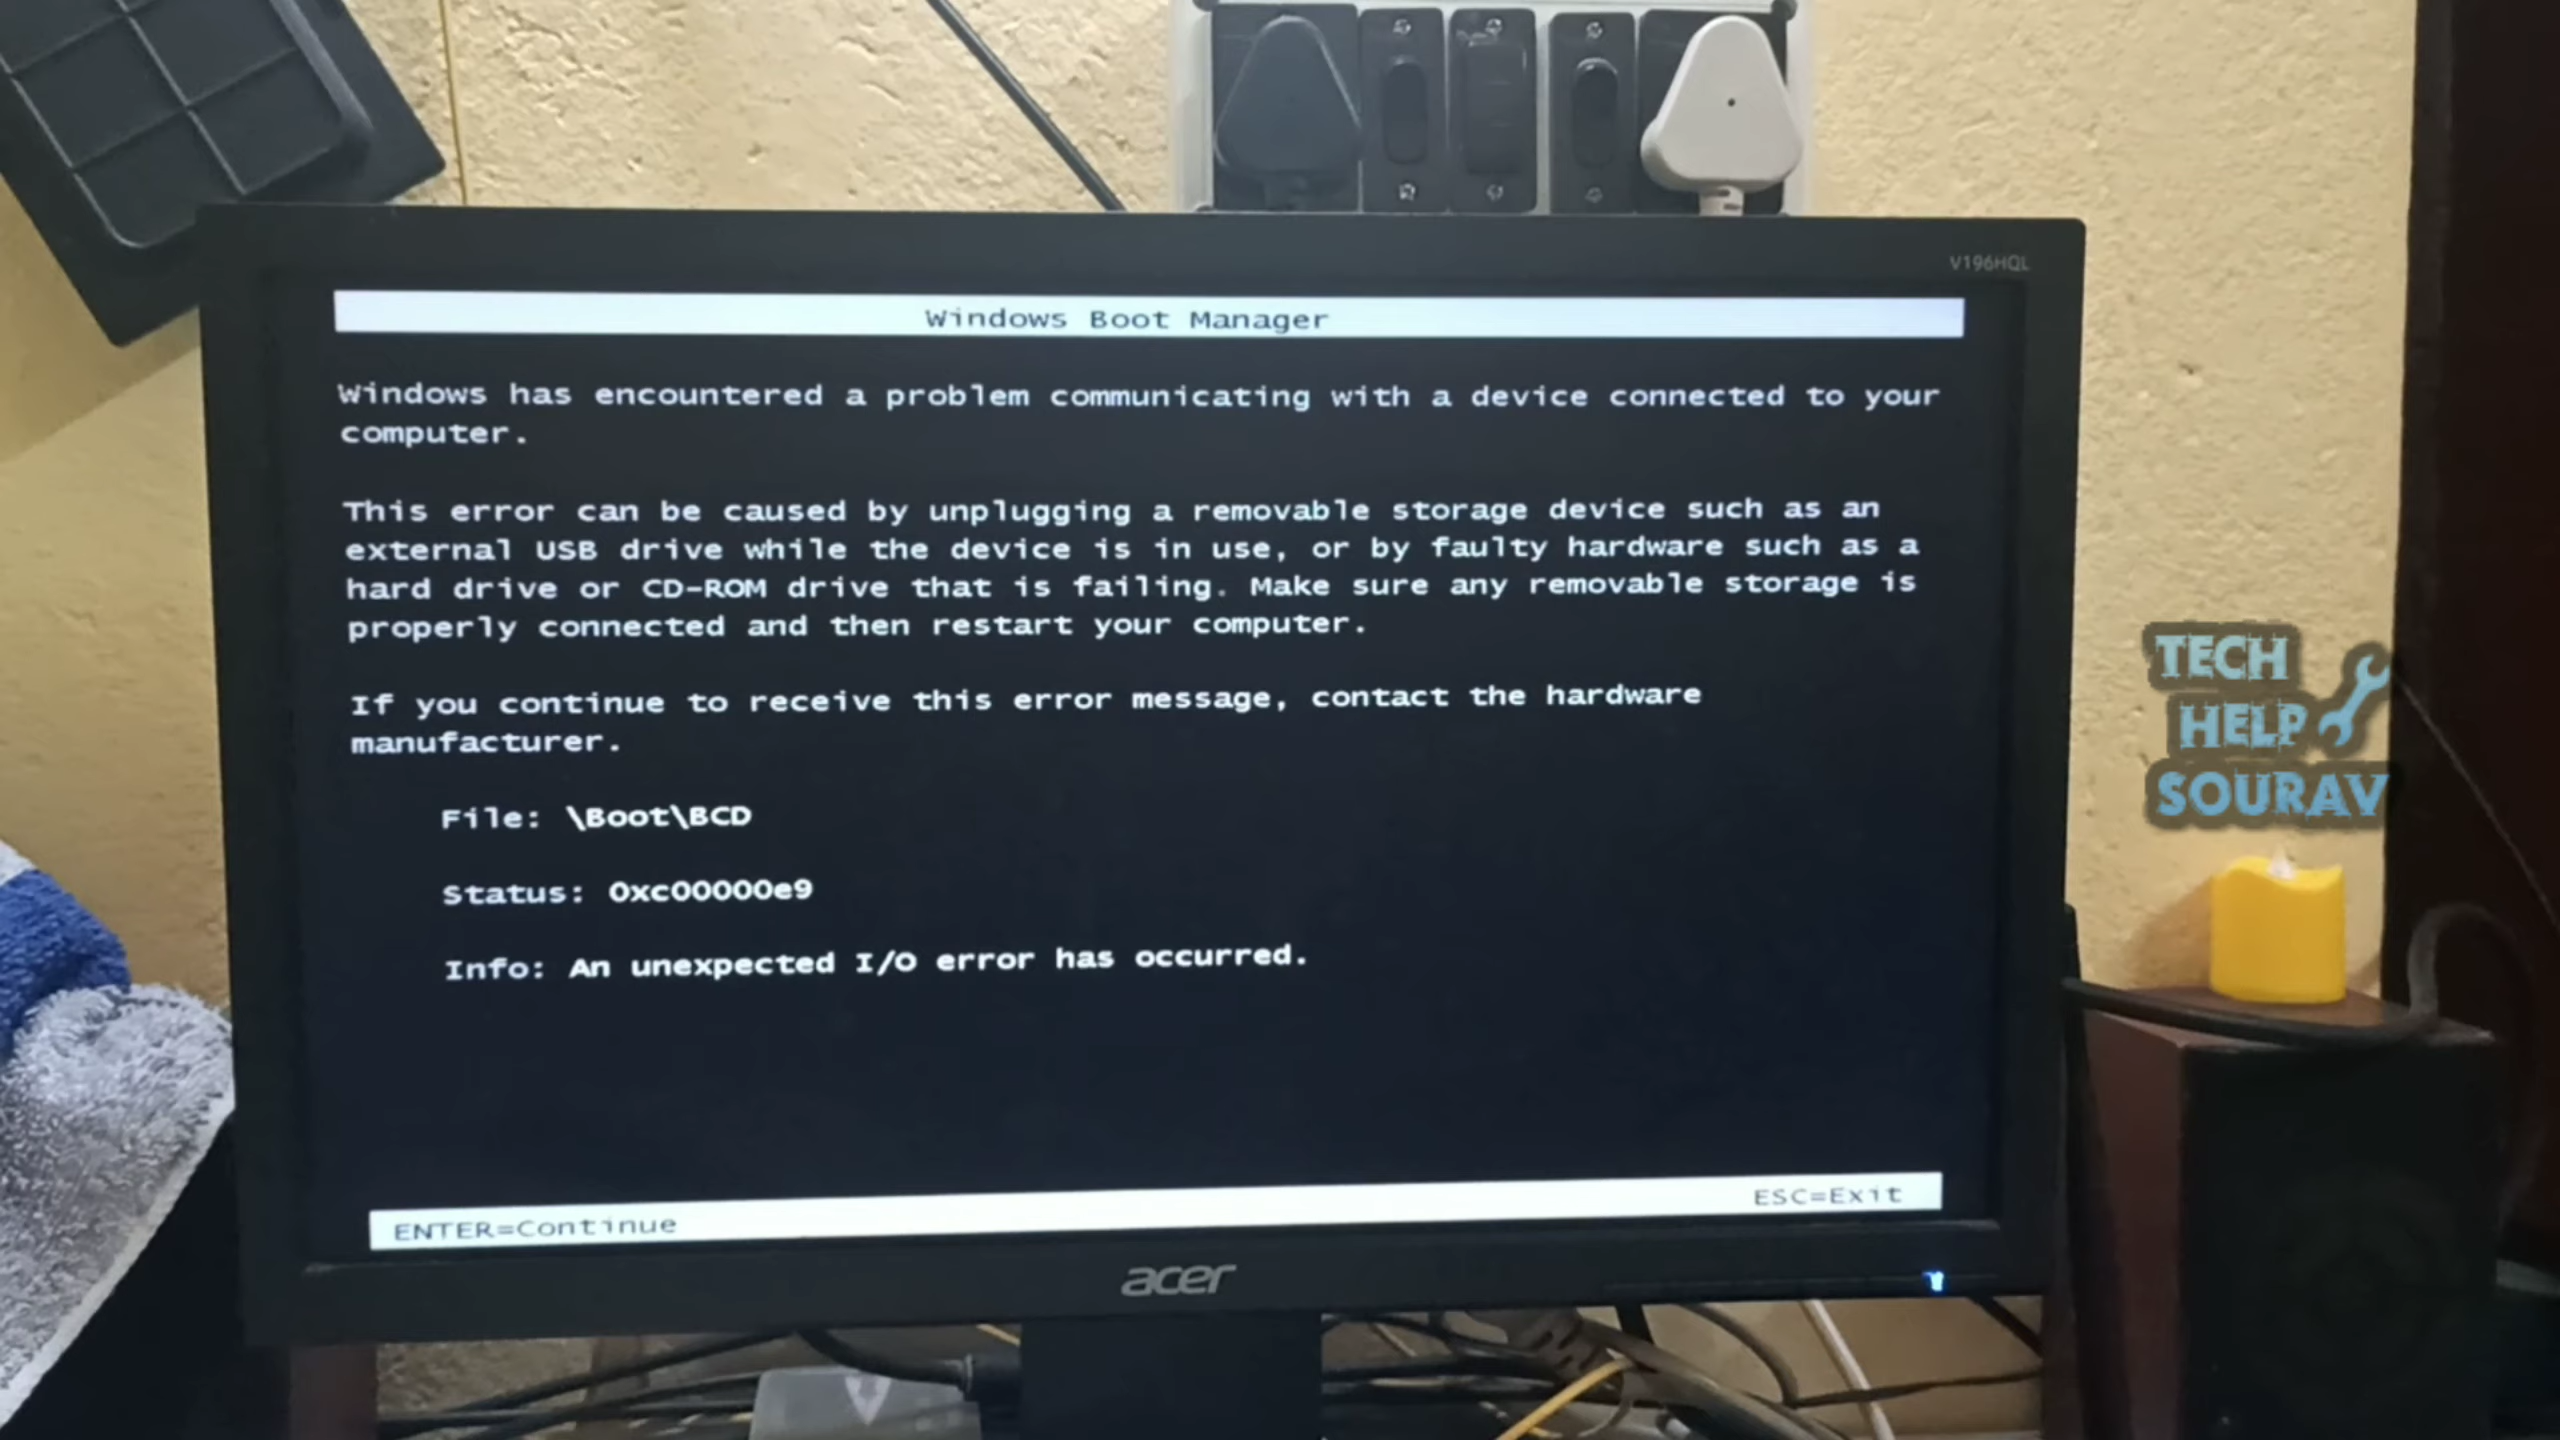 V196HQL
Windows Boot Manager
Windows has encountered a problem communicating with a device connected to your
computer.
This error can be caused by unplugging a removable storage device such as an
external USB drive while the device is in use, or by faulty hardware such as a
hard drive or CD-ROM drive that is failing. Make sure any removable storage is
properly connected and then restart your computer.
If you continue to receive this error message, contact the hardware
manufacturer.
File: \Boot\BCD
Status: 0xc00000e9
Info: An unexpected I/O error has occurred.
ENTER=Continue ESC=Exit
acer
TECH
HELP
SOURAV